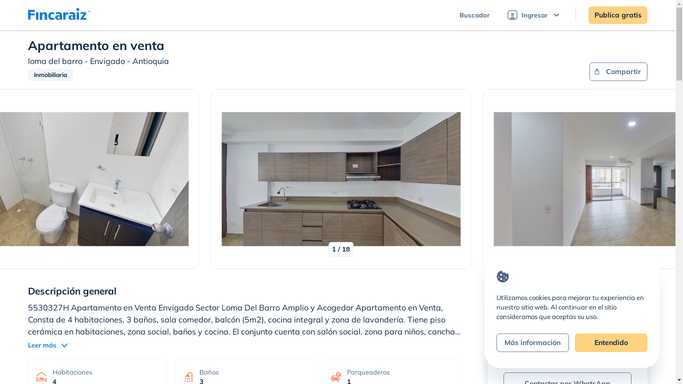 Fincaraiz
Buscador
Ingresar
Publica gratis
Apartamento en venta
loma del barro - Envigado - Antioquia
Inmobiliaria
Compartir
1 / 18
Descripción general
5530327H Apartamento en Venta Envigado Sector Loma Del Barro Amplio y Acogedor Apartamento en Venta,
Consta de 4 habitaciones, 3 baños, sala comedor, balcón (5m2), cocina integral y zona de lavandería. Tiene piso
cerámica en habitaciones, zona social, baños y cocina. El conjunto cuenta con salón social, zona para niños, cancha...
Leer más
Habitaciones
4
Baños
3
Parqueaderos
1
Utilizamos cookies para mejorar tu experiencia en
nuestro sitio web. Al continuar en el sitio
consideramos que aceptas su uso.
Más información
Entendido
Contactar por WhatsApp